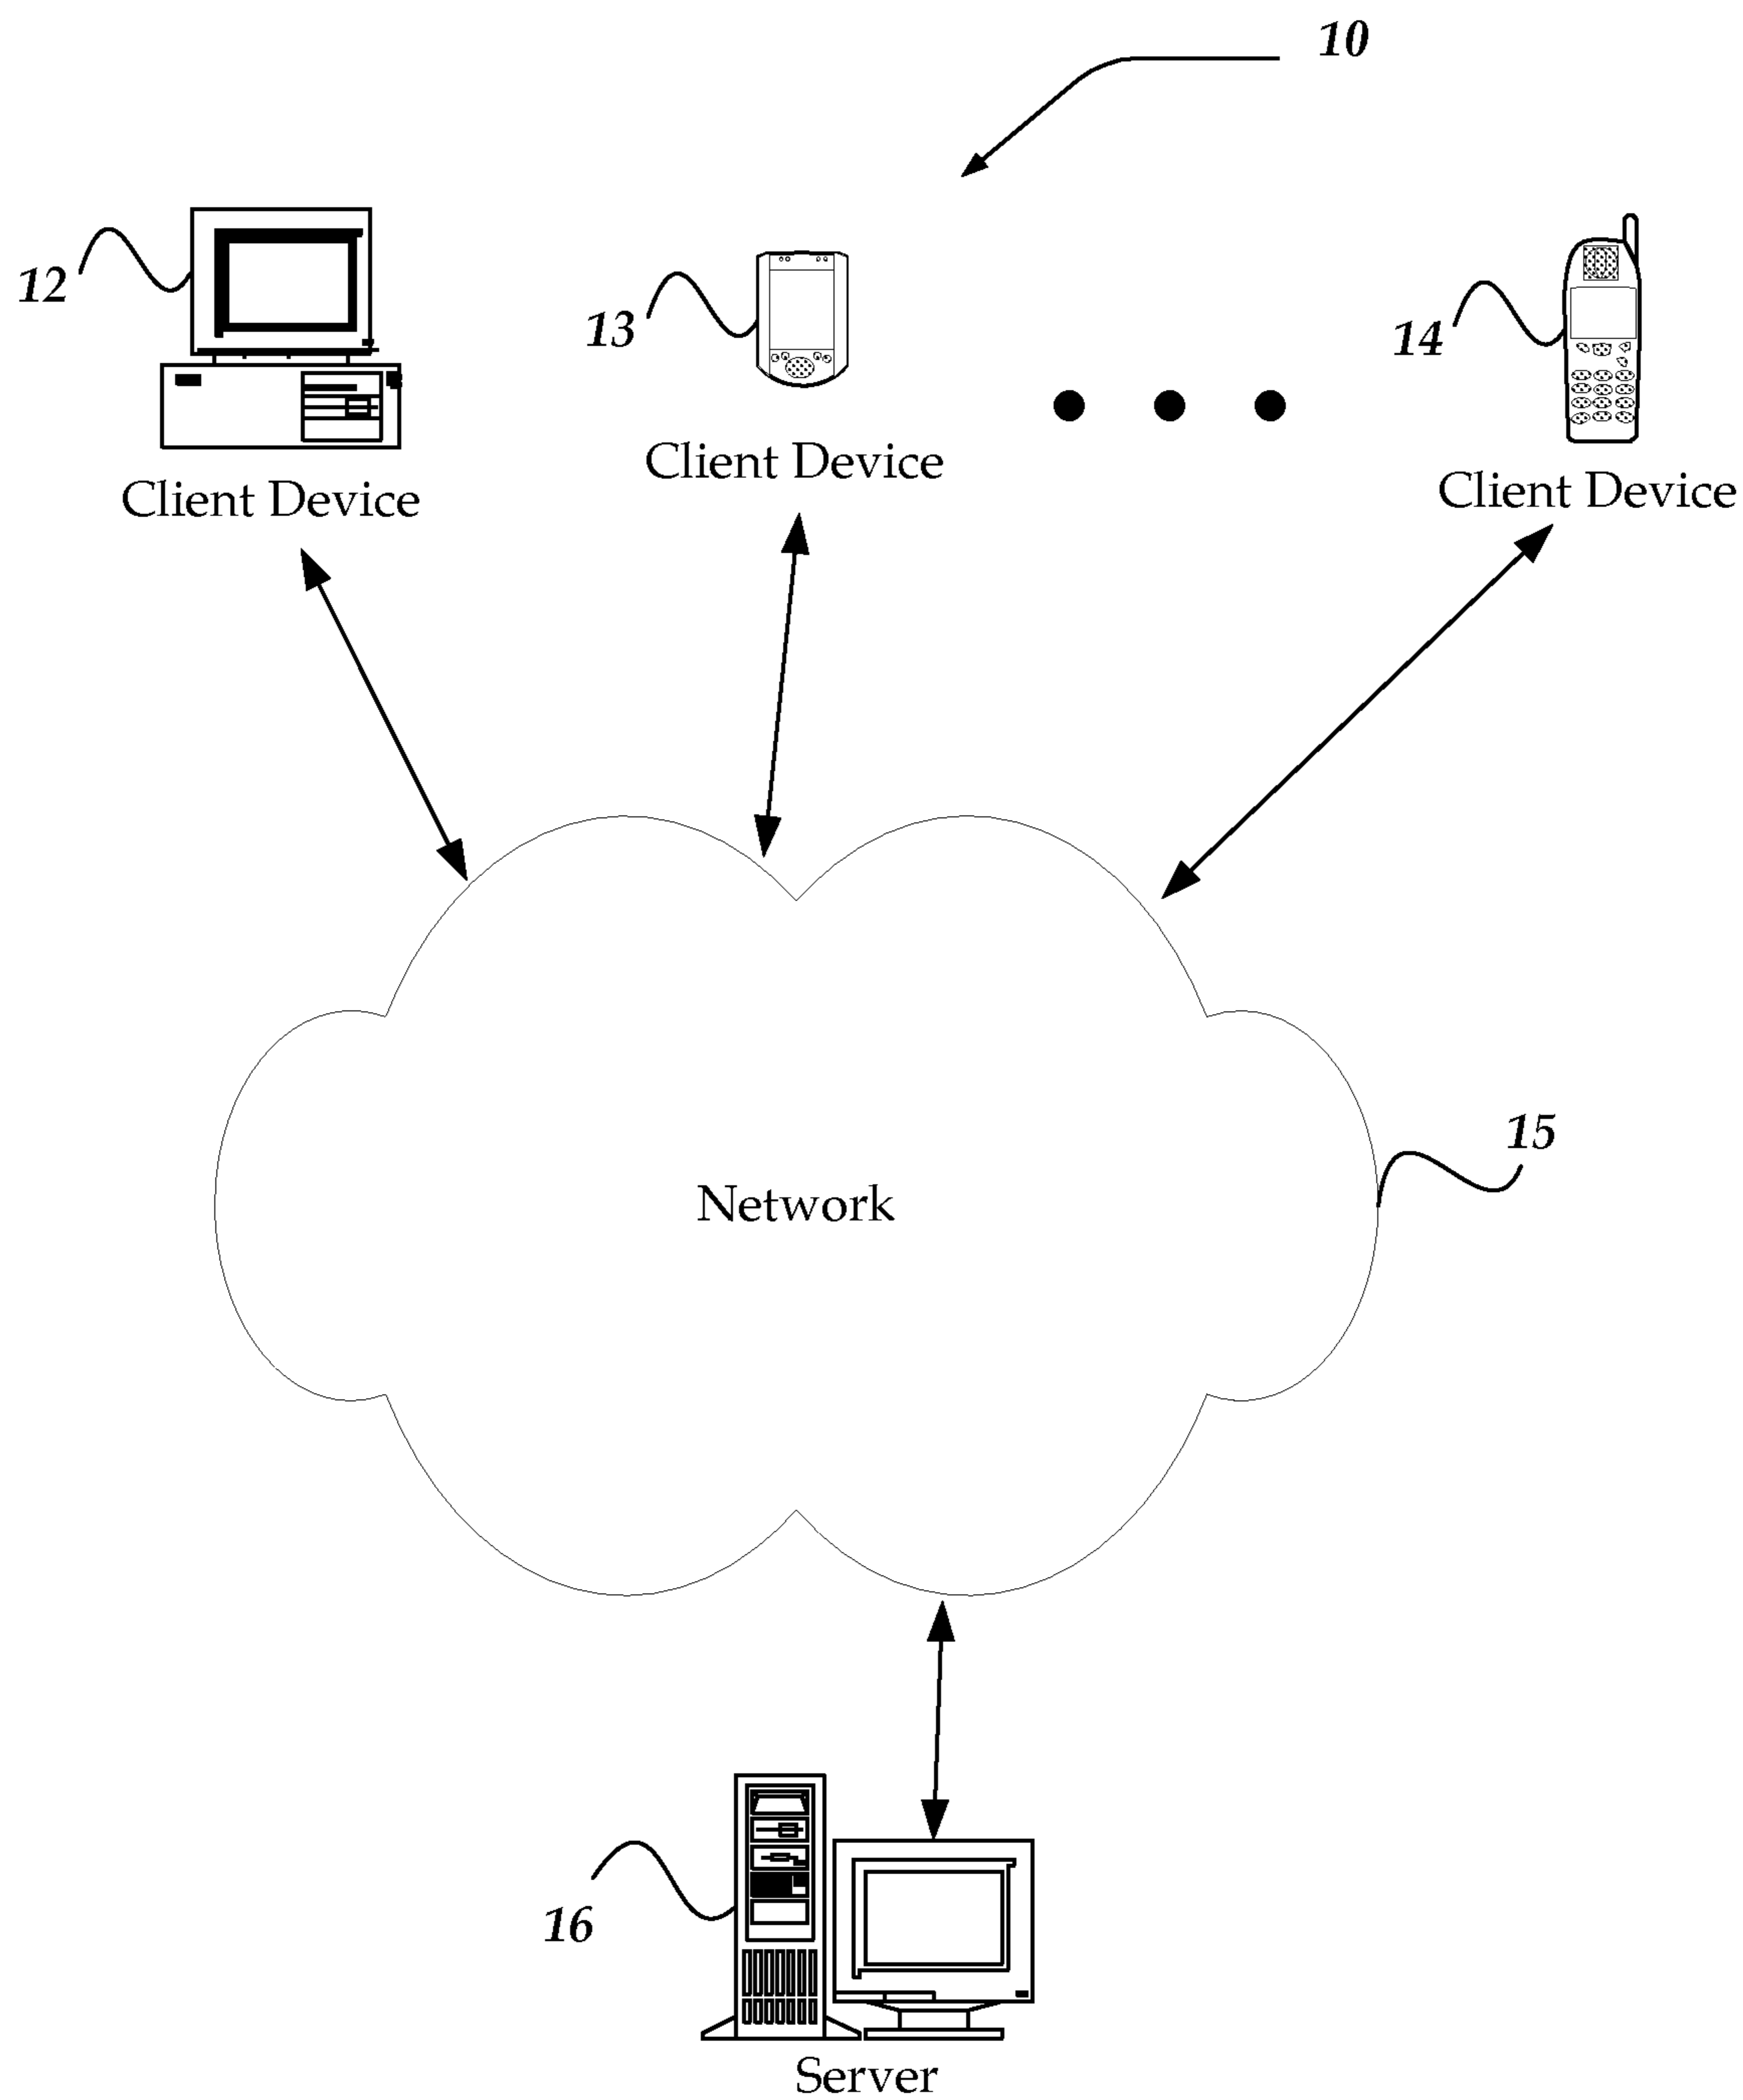 10
12
13
14
Client Device
Client Device
Client Device
15
Network
16
Server